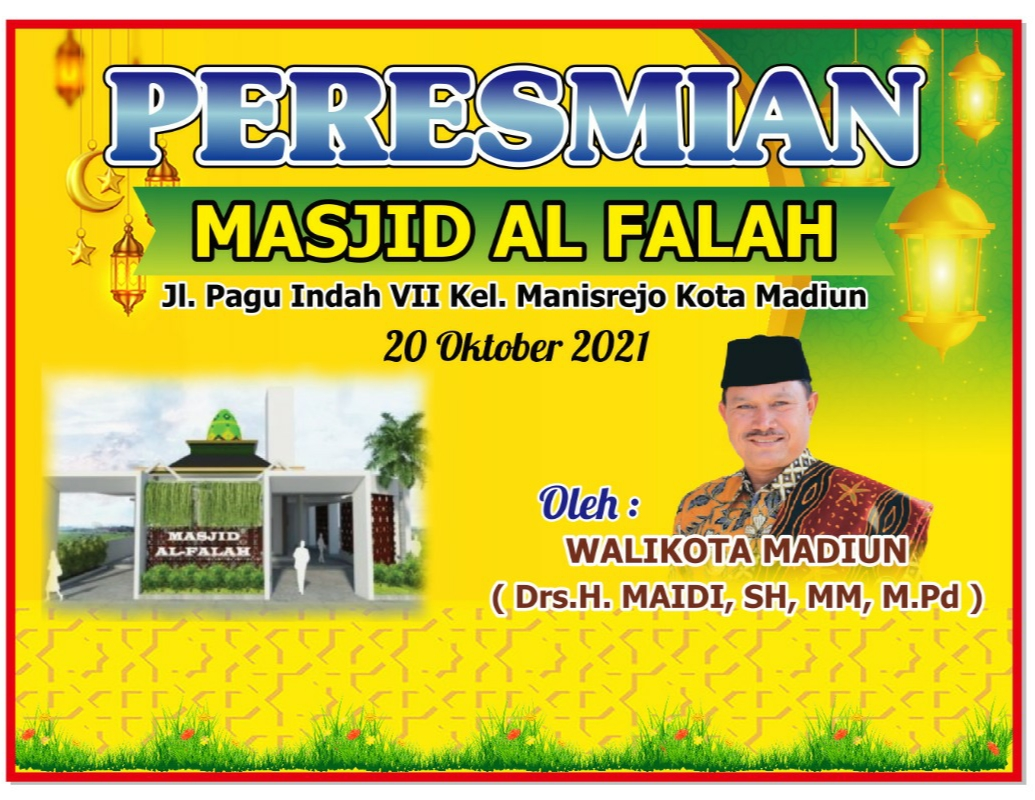 PERESMIAN
MASJID AL FALAH
Jl. Pagu Indah VII Kel. Manisrejo Kota Madiun
20 Oktober 2021
MASJID
AL-FALAH
Oleh :
WALIKOTA MADIUN
( Drs.H. MAIDI, SH, MM, M.Pd )